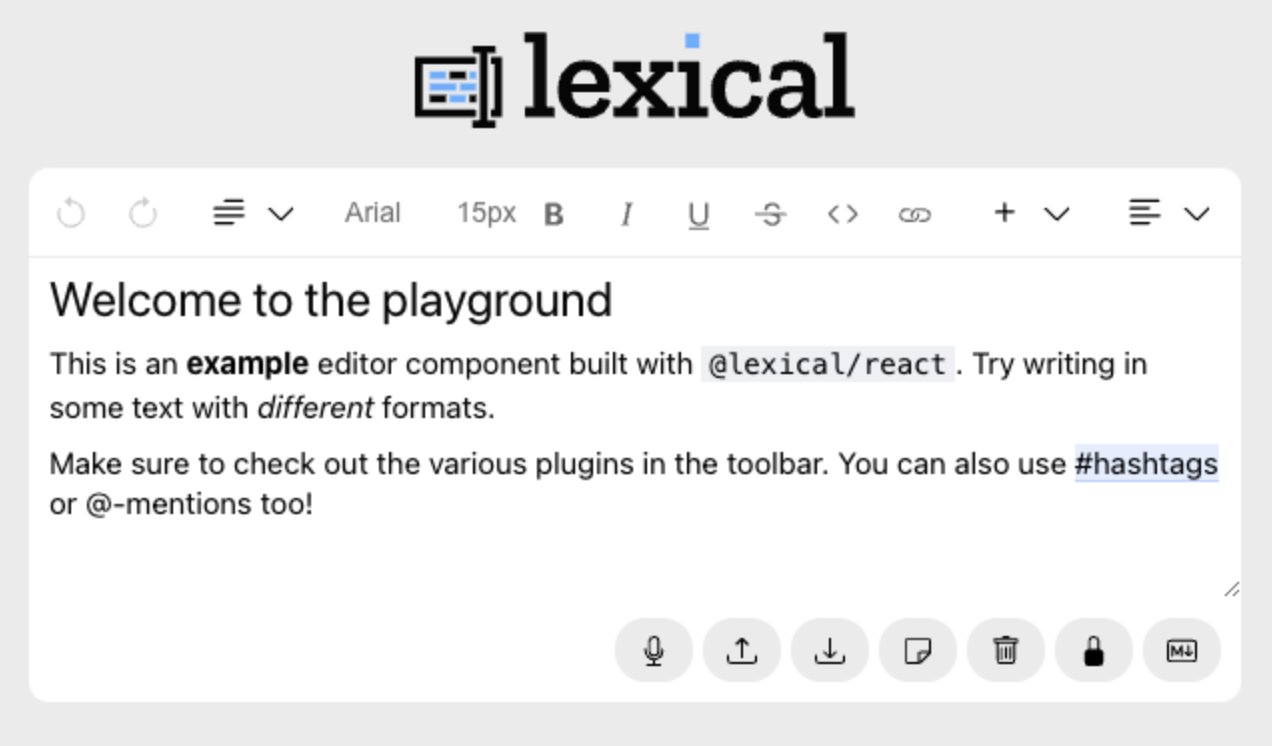 lexical
Arial 15px B I U S <>
Welcome to the playground
This is an example editor component built with @lexical/react. Try writing in
some text with different formats.
Make sure to check out the various plugins in the toolbar. You can also use #hashtags
or @-mentions too!
M